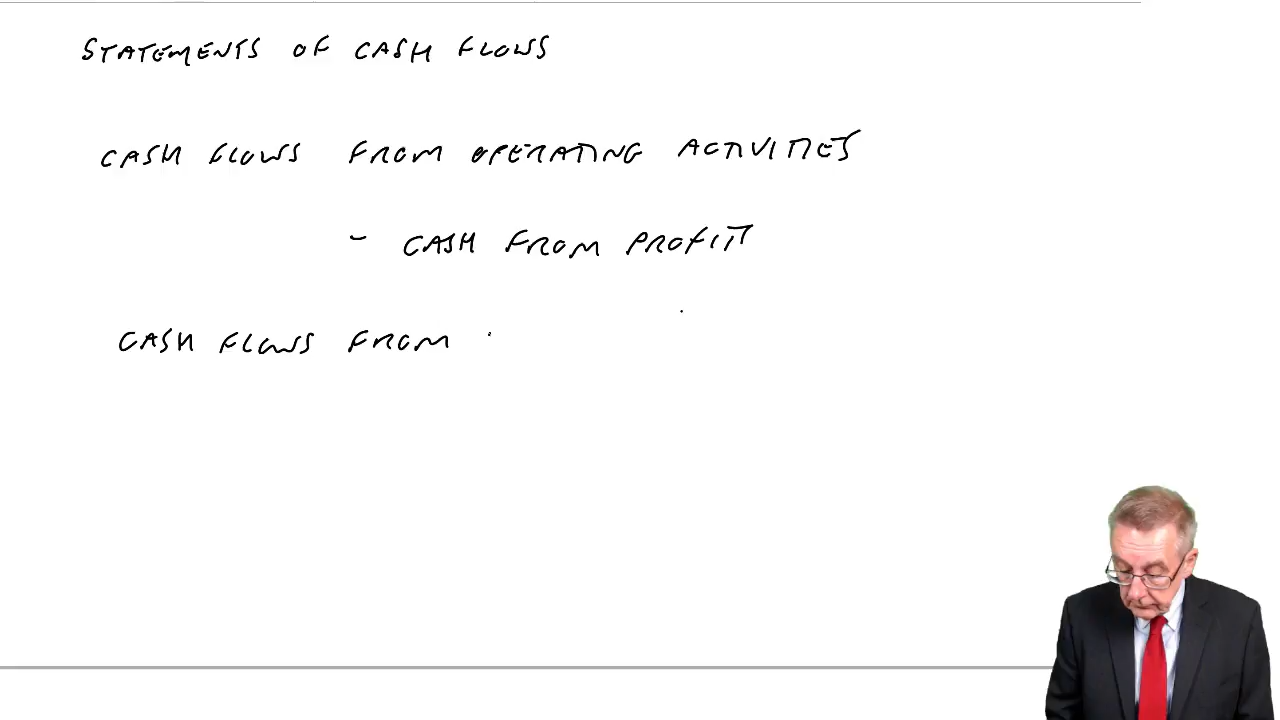 STATEMENTS OF CASH FLOWS
CASH FLOWS FROM OPERATING ACTIVITIES
- CASH FROM PROFIT
CASH FLOWS FROM